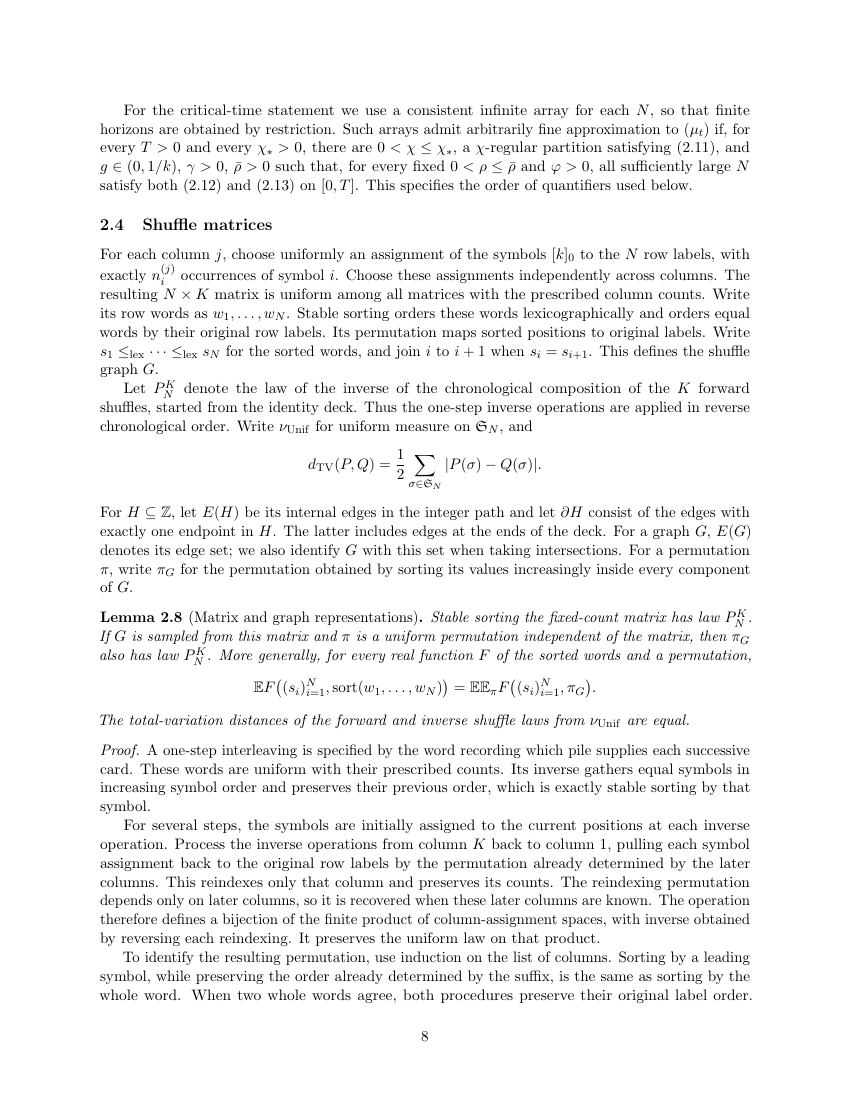 For the critical-time statement we use a consistent infinite array for each N, so that finite
horizons are obtained by restriction. Such arrays admit arbitrarily fine approximation to (μ_t) if, for
every T > 0 and every χ_* > 0, there are 0 < χ ≤ χ_*, a χ-regular partition satisfying (2.11), and
g ∈ (0, 1/k), γ > 0, ρ̄ > 0 such that, for every fixed 0 < ρ ≤ ρ̄ and φ > 0, all sufficiently large N
satisfy both (2.12) and (2.13) on [0, T]. This specifies the order of quantifiers used below.
2.4 Shuffle matrices
For each column j, choose uniformly an assignment of the symbols [k]_0 to the N row labels, with
exactly n_i^{(j)} occurrences of symbol i. Choose these assignments independently across columns. The
resulting N × K matrix is uniform among all matrices with the prescribed column counts. Write
its row words as w_1, . . . , w_N. Stable sorting orders these words lexicographically and orders equal
words by their original row labels. Its permutation maps sorted positions to original labels. Write
s_1 ≤_lex · · · ≤_lex s_N for the sorted words, and join i to i + 1 when s_i = s_{i+1}. This defines the shuffle
graph G.
Let P_N^K denote the law of the inverse of the chronological composition of the K forward
shuffles, started from the identity deck. Thus the one-step inverse operations are applied in reverse
chronological order. Write ν_Unif for uniform measure on 𝔖_N, and
d_TV(P, Q) = 1/2 ∑_{σ∈𝔖_N} |P(σ) − Q(σ)|.
For H ⊆ ℤ, let E(H) be its internal edges in the integer path and let ∂H consist of the edges with
exactly one endpoint in H. The latter includes edges at the ends of the deck. For a graph G, E(G)
denotes its edge set; we also identify G with this set when taking intersections. For a permutation
π, write π_G for the permutation obtained by sorting its values increasingly inside every component
of G.
Lemma 2.8 (Matrix and graph representations). Stable sorting the fixed-count matrix has law P_N^K.
If G is sampled from this matrix and π is a uniform permutation independent of the matrix, then π_G
also has law P_N^K. More generally, for every real function F of the sorted words and a permutation,
𝔼F((s_i)_{i=1}^N, sort(w_1, . . . , w_N)) = 𝔼𝔼_πF((s_i)_{i=1}^N, π_G).
The total-variation distances of the forward and inverse shuffle laws from ν_Unif are equal.
Proof. A one-step interleaving is specified by the word recording which pile supplies each successive
card. These words are uniform with their prescribed counts. Its inverse gathers equal symbols in
increasing symbol order and preserves their previous order, which is exactly stable sorting by that
symbol.
For several steps, the symbols are initially assigned to the current positions at each inverse
operation. Process the inverse operations from column K back to column 1, pulling each symbol
assignment back to the original row labels by the permutation already determined by the later
columns. This reindexes only that column and preserves its counts. The reindexing permutation
depends only on later columns, so it is recovered when these later columns are known. The operation
therefore defines a bijection of the finite product of column-assignment spaces, with inverse obtained
by reversing each reindexing. It preserves the uniform law on that product.
To identify the resulting permutation, use induction on the list of columns. Sorting by a leading
symbol, while preserving the order already determined by the suffix, is the same as sorting by the
whole word. When two whole words agree, both procedures preserve their original label order.
8